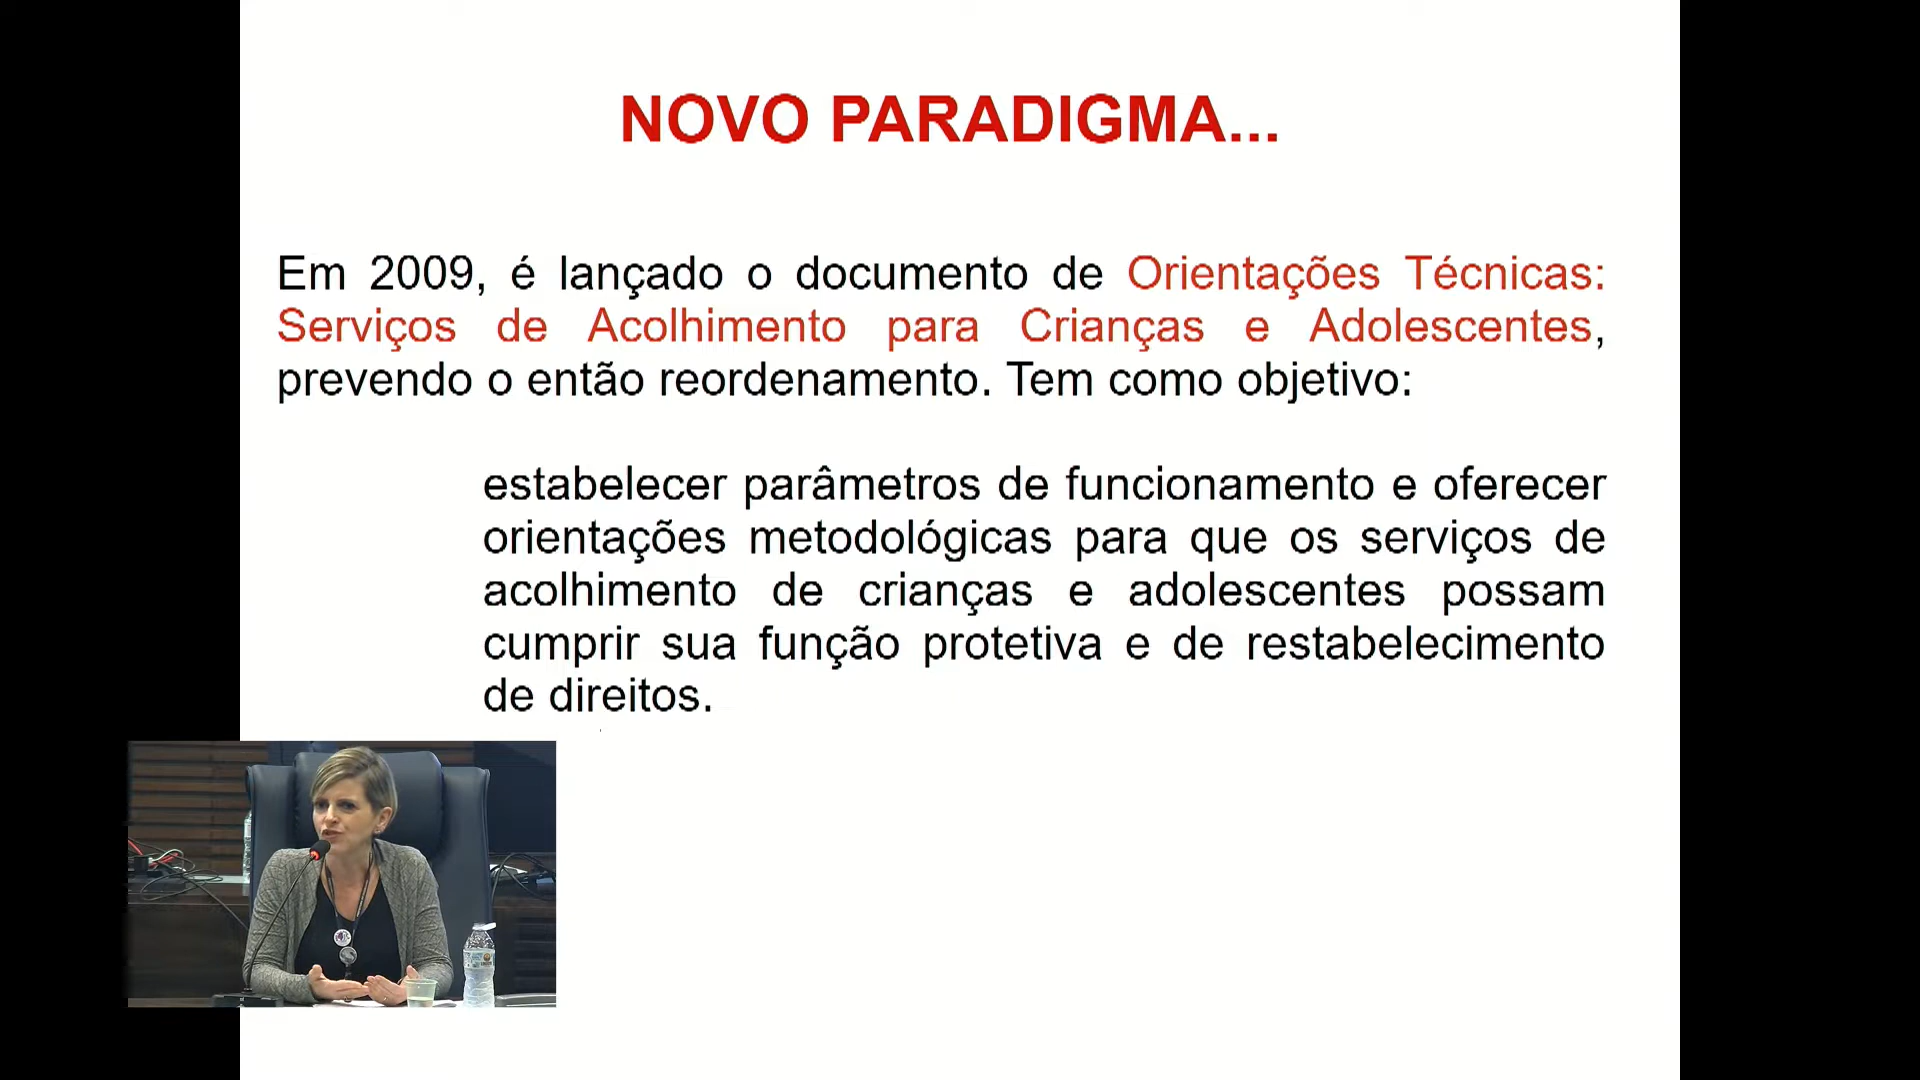 NOVO PARADIGMA...
Em 2009, é lançado o documento de Orientações Técnicas:
Serviços de Acolhimento para Crianças e Adolescentes,
prevendo o então reordenamento. Tem como objetivo:
estabelecer parâmetros de funcionamento e oferecer
orientações metodológicas para que os serviços de
acolhimento de crianças e adolescentes possam
cumprir sua função protetiva e de restabelecimento
de direitos.